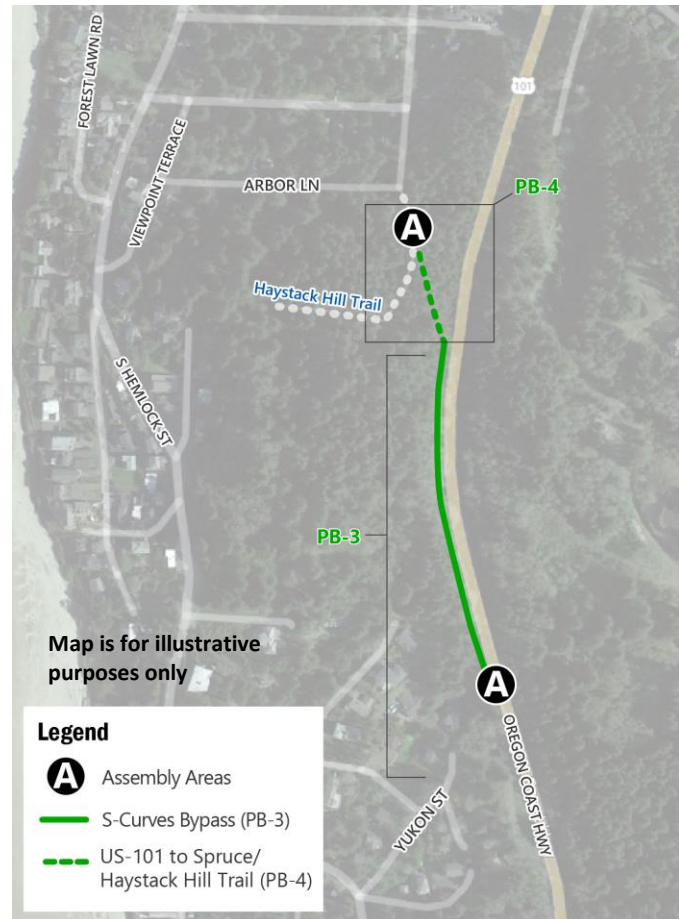 FOREST LAWN RD
101
VIEWPOINT TERRACE
ARBOR LN
PB-4
A
Haystack Hill Trail
S HEMLOCK ST
PB-3
Map is for illustrative
purposes only
A
OREGON COAST HWY
YUKON ST
Legend
A Assembly Areas
S-Curves Bypass (PB-3)
US-101 to Spruce/
Haystack Hill Trail (PB-4)